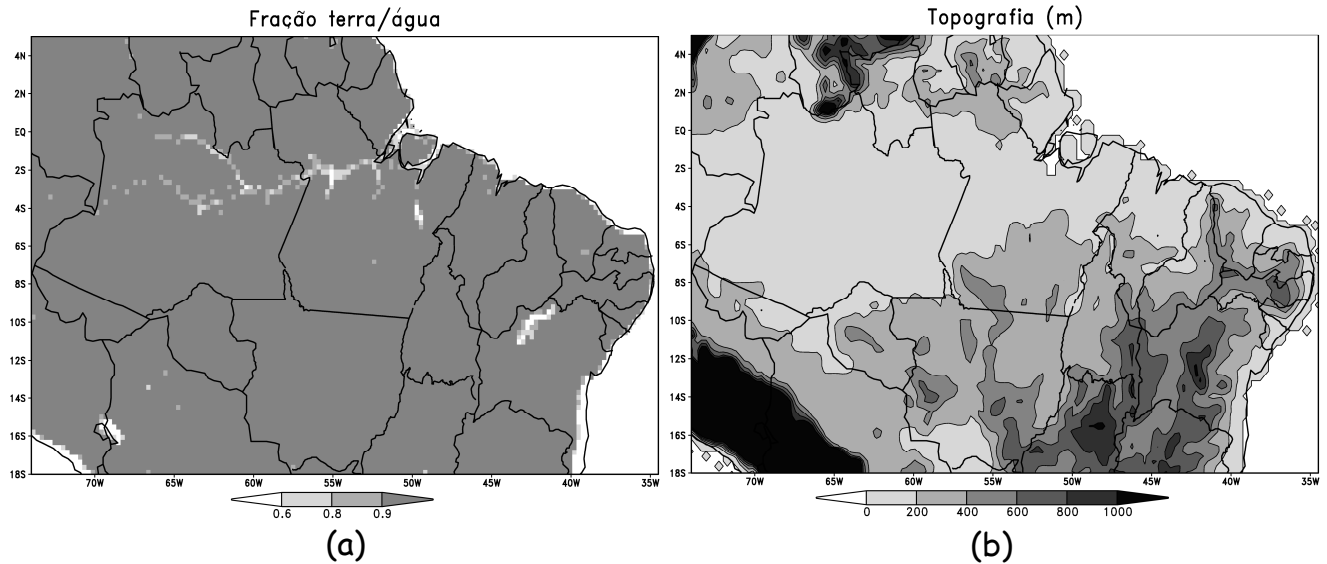 Fração terra/água
4N
2N
EQ
2S
4S
6S
8S
10S
12S
14S
16S
18S
70W 65W 60W 55W 50W 45W 40W 35W
0.6 0.8 0.9
(a)
Topografia (m)
4N
2N
EQ
2S
4S
6S
8S
10S
12S
14S
16S
18S
70W 65W 60W 55W 50W 45W 40W 35W
0 200 400 600 800 1000
(b)